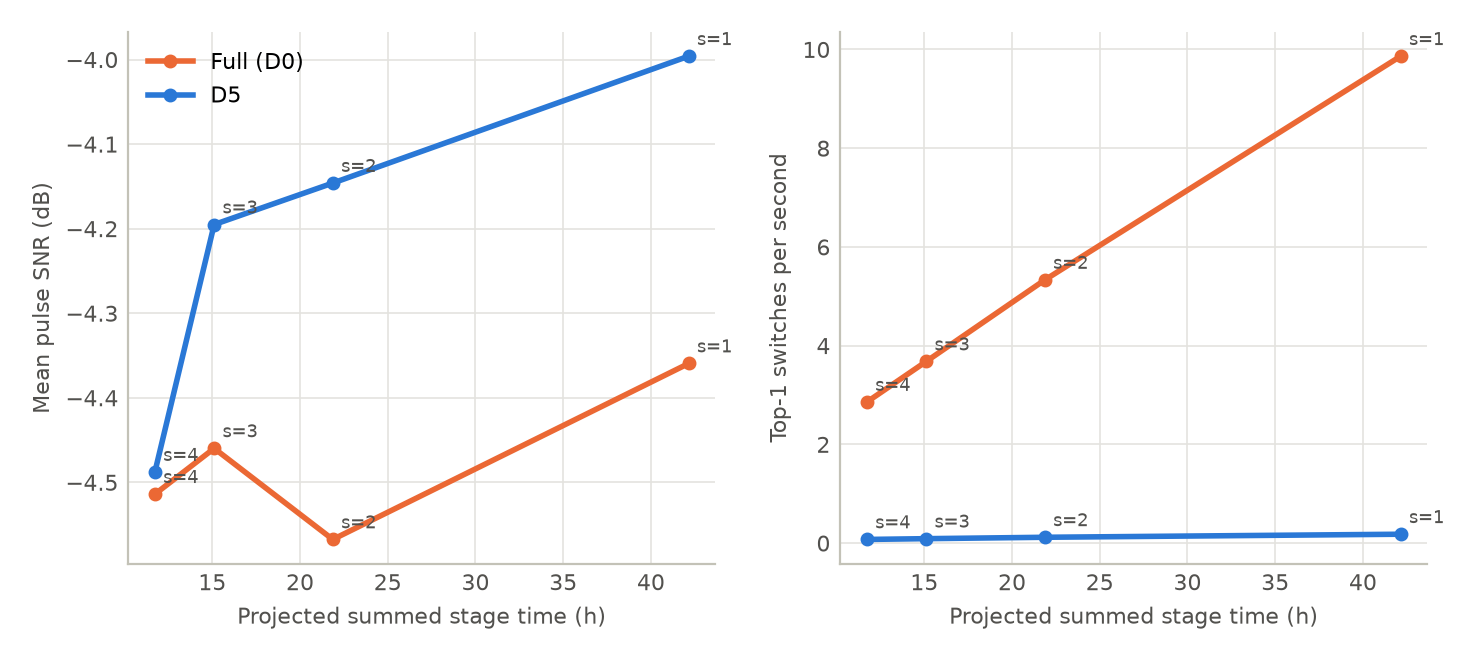 Full (D0)
D5
−4.0
−4.1
−4.2
−4.3
−4.4
−4.5
Mean pulse SNR (dB)
s=1
s=2
s=3
s=4
s=1
s=3
s=4
s=2
15
20
25
30
35
40
Projected summed stage time (h)
10
8
6
4
2
0
Top-1 switches per second
s=1
s=2
s=3
s=4
s=4
s=3
s=2
s=1
15
20
25
30
35
40
Projected summed stage time (h)